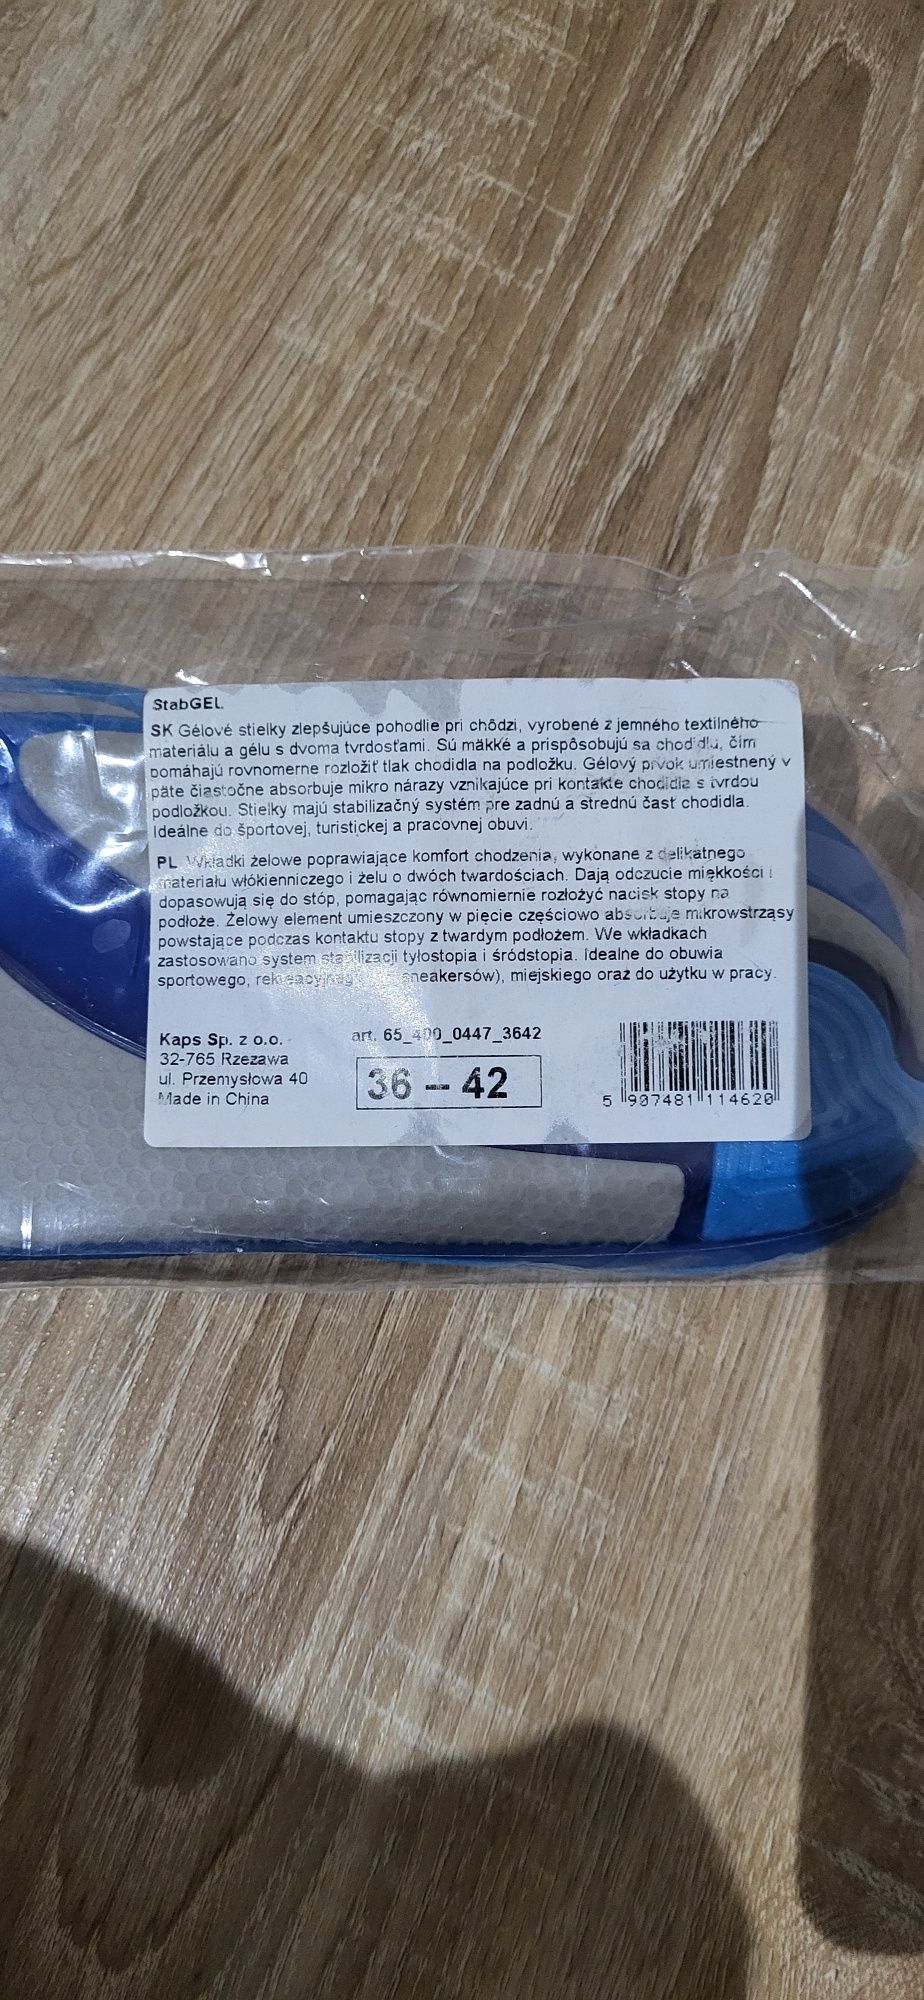 StabGEL
SK Gélové stielky zlepšujúce pohodlie pri chôdzi, vyrobené z jemného textilného
materiálu a gélu s dvoma tvrdosťami. Sú mäkké a prispôsobujú sa chodidlu, čím
pomáhajú rovnomerne rozložiť tlak chodidla na podložku. Gélový prvok umiestnený v
päte čiastočne absorbuje mikro nárazy vznikajúce pri kontakte chodidla s tvrdou
podložkou. Stielky majú stabilizačný systém pre zadnú a strednú časť chodidla.
Ideálne do športovej, turistickej a pracovnej obuvi.
PL Wkładki żelowe poprawiające komfort chodzenia, wykonane z delikatnego
materiału włókienniczego i żelu o dwóch twardościach. Dają odczucie miękkości i
dopasowują się do stóp, pomagając równomiernie rozłożyć nacisk stopy na
podłoże. Żelowy element umieszczony w pięcie częściowo absorbuje mikrowstrząsy
powstające podczas kontaktu stopy z twardym podłożem. We wkładkach
zastosowano system stabilizacji tyłostopia i śródstopia. Idealne do obuwia
sportowego, sneakersów), miejskiego oraz do użytku w pracy.
Kaps Sp. z o.o.
32-765 Rzezawa
ul. Przemysłowa 40
Made in China
art. 65_400_0447_3642
36 – 42
5 907481 114620